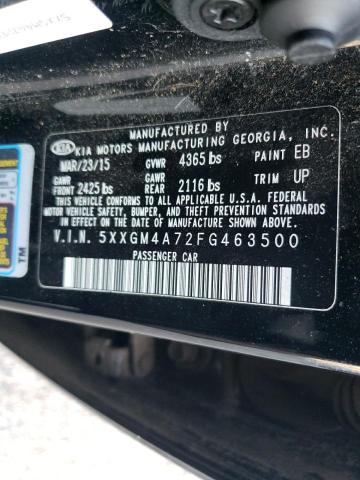 MANUFACTURED BY
KIA KIA MOTORS MANUFACTURING GEORGIA, INC.
MAR/23/15 GVWR 4365 lbs PAINT EB
GAWR FRONT 2425 lbs GAWR REAR 2116 lbs TRIM UP
THIS VEHICLE CONFORMS TO ALL APPLICABLE U.S.A. FEDERAL
MOTOR VEHICLE SAFETY, BUMPER, AND THEFT PREVENTION STANDARDS
IN EFFECT ON THE DATE OF MANUFACTURE SHOWN ABOVE.
V.I.N. 5XXGM4A72FG463500
PASSENGER CAR
TM